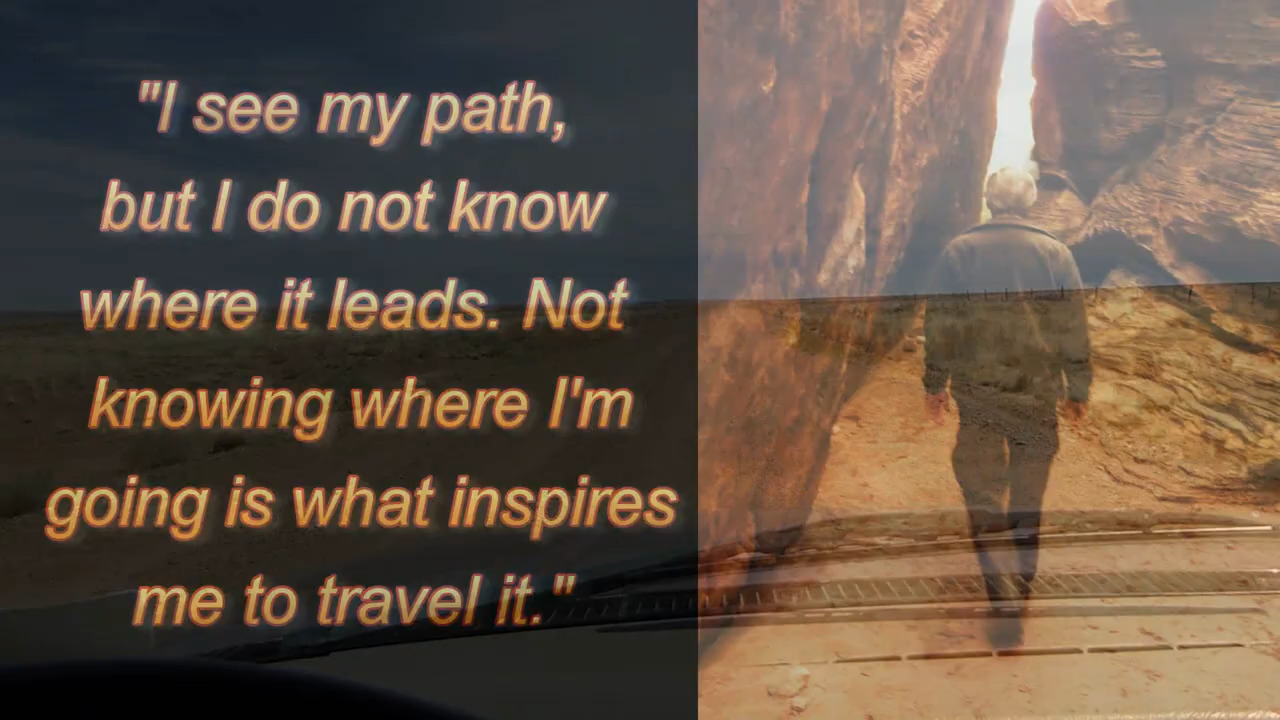 "I see my path,
but I do not know
where it leads. Not
knowing where I'm
going is what inspires
me to travel it."